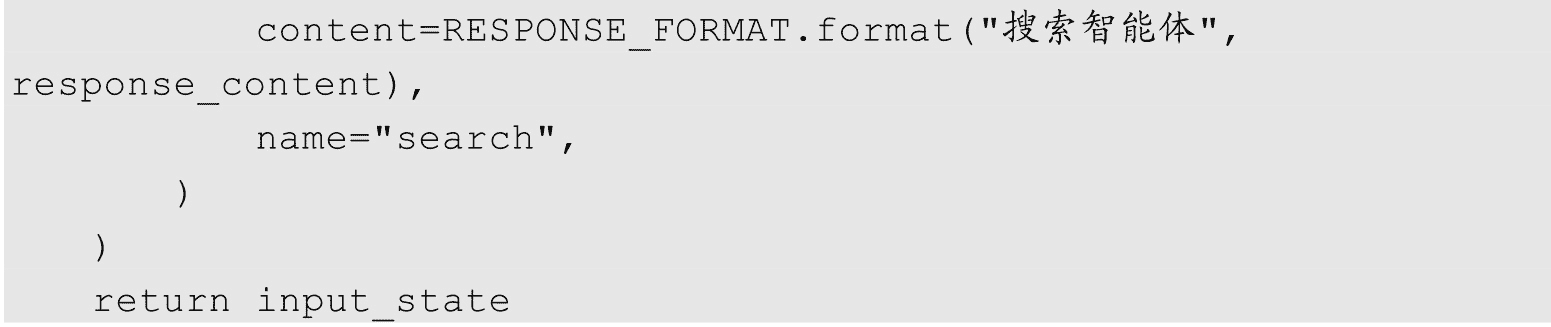 content=RESPONSE_FORMAT.format("搜索智能体",
response_content),
name="search",
)
)
return input_state